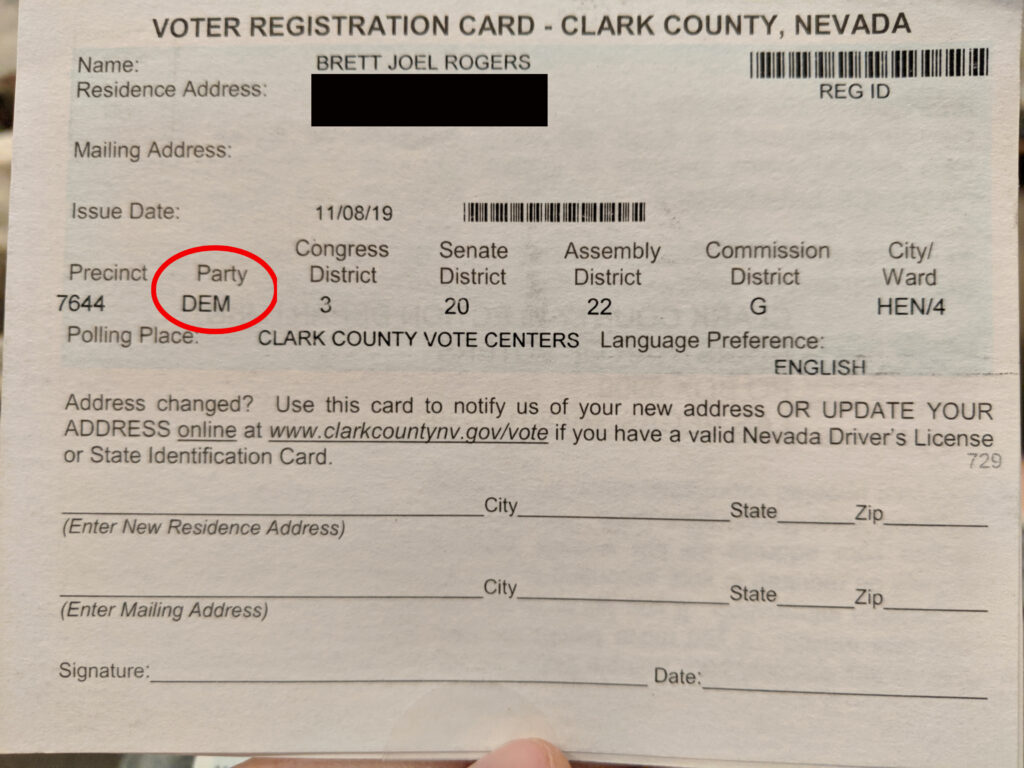 VOTER REGISTRATION CARD - CLARK COUNTY, NEVADA
Name: BRETT JOEL ROGERS
Residence Address:
REG ID
Mailing Address:
Issue Date: 11/08/19
Precinct Party Congress District Senate District Assembly District Commission District City/ Ward
7644 DEM 3 20 22 G HEN/4
Polling Place: CLARK COUNTY VOTE CENTERS Language Preference:
ENGLISH
Address changed? Use this card to notify us of your new address OR UPDATE YOUR
ADDRESS online at www.clarkcountynv.gov/vote if you have a valid Nevada Driver's License
or State Identification Card.
729
City State Zip
(Enter New Residence Address)
City State Zip
(Enter Mailing Address)
Signature: Date: